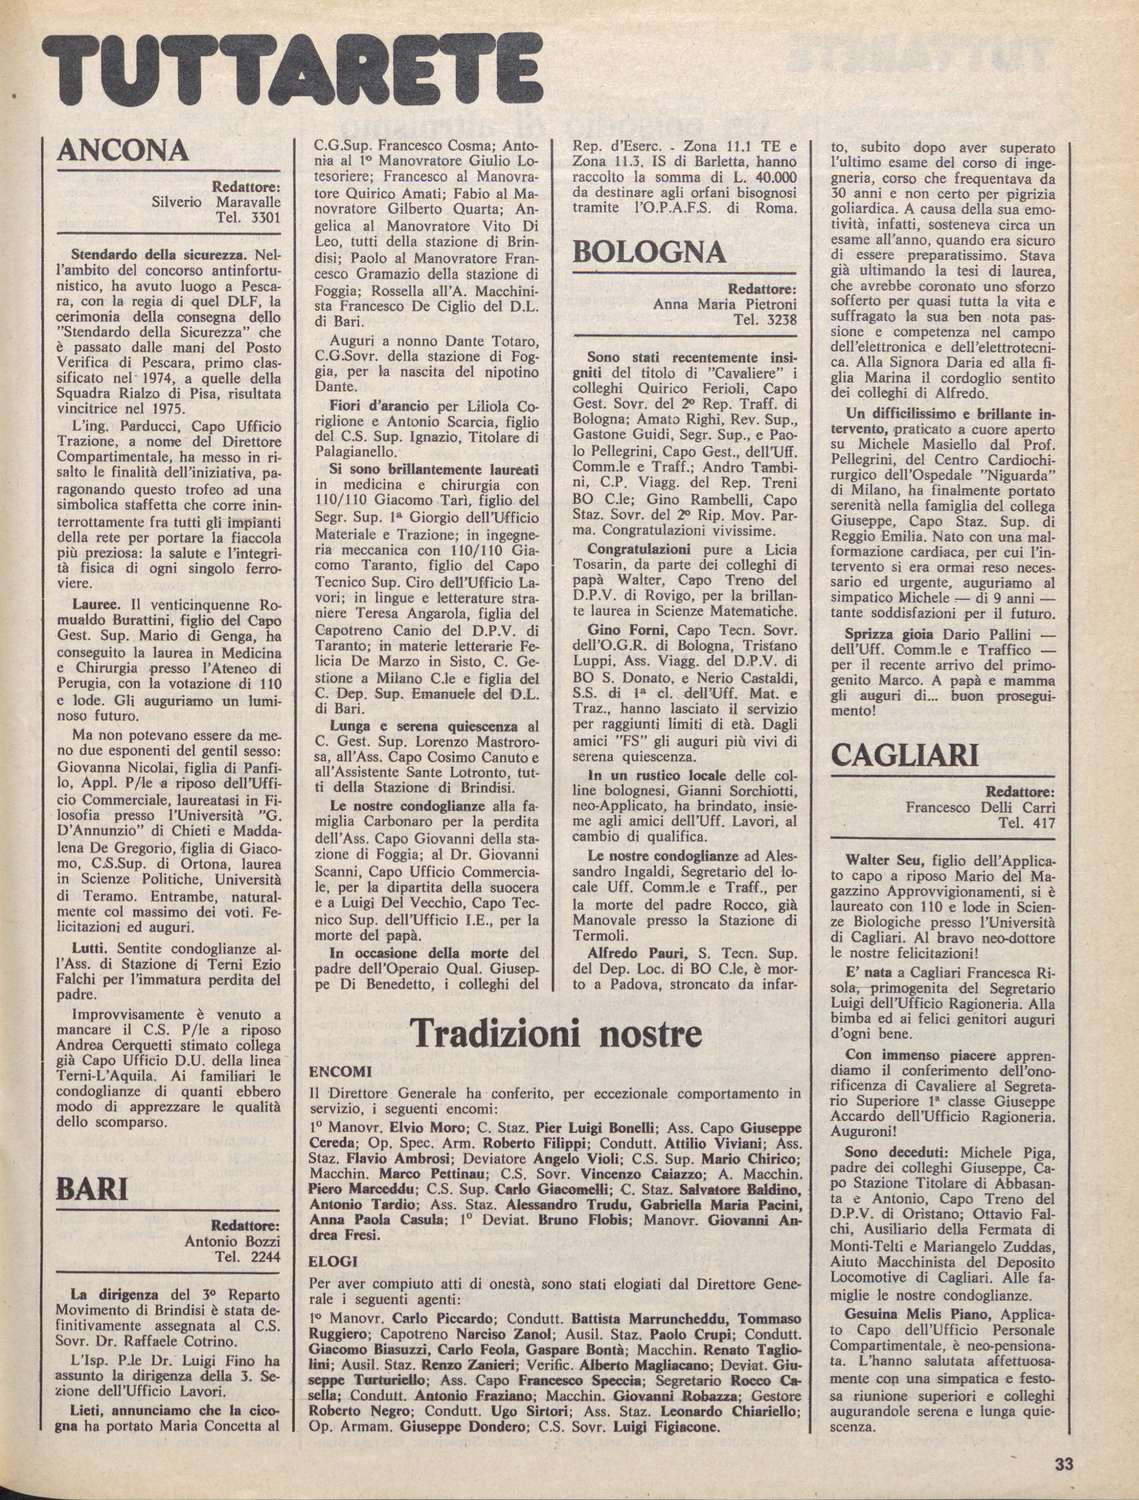 TUTTARETE
ANCONA
Redattore:
Silverio Maravalle
Tel. 3301
Stendardo della sicurezza. Nel-
l'ambito del concorso antinfortu-
nistico, ha avuto luogo a Pesca-
ra, con la regia di quel DLF, la
cerimonia della consegna dello
"Stendardo della Sicurezza" che
è passato dalle mani del Posto
Verifica di Pescara, primo clas-
sificato nel 1974, a quelle della
Squadra Rialzo di Pisa, risultata
vincitrice nel 1975.
L'ing. Parducci, Capo Ufficio
Trazione, a nome del Direttore
Compartimentale, ha messo in ri-
salto le finalità dell'iniziativa, pa-
ragonando questo trofeo ad una
simbolica staffetta che corre inin-
terrottamente fra tutti gli impianti
della rete per portare la fiaccola
più preziosa: la salute e l'integri-
tà fisica di ogni singolo ferro-
viere.
Lauree. Il venticinquenne Ro-
mualdo Burattini, figlio del Capo
Gest. Sup. Mario di Genga, ha
conseguito la laurea in Medicina
e Chirurgia presso l'Ateneo di
Perugia, con la votazione di 110
e lode. Gli auguriamo un lumi-
noso futuro.
Ma non potevano essere da me-
no due esponenti del gentil sesso:
Giovanna Nicolai, figlia di Panfi-
lo, Appl. P/le a riposo dell'Uffi-
cio Commerciale, laureatasi in Fi-
losofia presso l'Università "G.
D'Annunzio" di Chieti e Madda-
lena De Gregorio, figlia di Giaco-
mo, C.S.Sup. di Ortona, laurea
in Scienze Politiche, Università
di Teramo. Entrambe, natural-
mente col massimo dei voti. Fe-
licitazioni ed auguri.
Lutti. Sentite condoglianze al-
l'Ass. di Stazione di Terni Ezio
Falchi per l'immatura perdita del
padre.
Improvvisamente è venuto a
mancare il C.S. P/le a riposo
Andrea Cerquetti stimato collega
già Capo Ufficio D.U. della linea
Terni-L'Aquila. Ai familiari le
condoglianze di quanti ebbero
modo di apprezzare le qualità
dello scomparso.
BARI
Redattore:
Antonio Bozzi
Tel. 2244
La dirigenza del 3º Reparto
Movimento di Brindisi è stata de-
finitivamente assegnata al C.S.
Sovr. Dr. Raffaele Cotrino.
L'Isp. P.le Dr. Luigi Fino ha
assunto la dirigenza della 3. Se-
zione dell'Ufficio Lavori.
Lieti, annunciamo che la cico-
gna ha portato Maria Concetta al
C.G.Sup. Francesco Cosma; Anto-
nia al 1º Manovratore Giulio Lo-
tesoriere; Francesco al Manovra-
tore Quirico Amati; Fabio al Ma-
novratore Gilberto Quarta; An-
gelica al Manovratore Vito Di
Leo, tutti della stazione di Brin-
disi; Paolo al Manovratore Fran-
cesco Gramazio della stazione di
Foggia; Rossella all'A. Macchini-
sta Francesco De Ciglio del D.L.
di Bari.
Auguri a nonno Dante Totaro,
C.G.Sovr. della stazione di Fog-
gia, per la nascita del nipotino
Dante.
Fiori d'arancio per Liliola Co-
riglione e Antonio Scarcia, figlio
del C.S. Sup. Ignazio, Titolare di
Palagianello.
Si sono brillantemente laureati
in medicina e chirurgia con
110/110 Giacomo Tarì, figlio del
Segr. Sup. 1ª Giorgio dell'Ufficio
Materiale e Trazione; in ingegne-
ria meccanica con 110/110 Gia-
como Taranto, figlio del Capo
Tecnico Sup. Ciro dell'Ufficio La-
vori; in lingue e letterature stra-
niere Teresa Angarola, figlia del
Capotreno Canio del D.P.V. di
Taranto; in materie letterarie Fe-
licia De Marzo in Sisto, C. Ge-
stione a Milano C.le e figlia del
C. Dep. Sup. Emanuele del D.L.
di Bari.
Lunga e serena quiescenza al
C. Gest. Sup. Lorenzo Mastroro-
sa, all'Ass. Capo Cosimo Canuto e
all'Assistente Sante Lotronto, tut-
ti della Stazione di Brindisi.
Le nostre condoglianze alla fa-
miglia Carbonaro per la perdita
dell'Ass. Capo Giovanni della sta-
zione di Foggia; al Dr. Giovanni
Scanni, Capo Ufficio Commercia-
le, per la dipartita della suocera
e a Luigi Del Vecchio, Capo Tec-
nico Sup. dell'Ufficio I.E., per la
morte del papà.
In occasione della morte del
padre dell'Operaio Qual. Giusep-
pe Di Benedetto, i colleghi del
Rep. d'Eserc. - Zona 11.1 TE e
Zona 11.3. IS di Barletta, hanno
raccolto la somma di L. 40.000
da destinare agli orfani bisognosi
tramite l'O.P.A.F.S. di Roma.
BOLOGNA
Redattore:
Anna Maria Pietroni
Tel. 3238
Sono stati recentemente insi-
gniti del titolo di "Cavaliere" i
colleghi Quirico Ferioli, Capo
Gest. Sovr. del 2º Rep. Traff. di
Bologna; Amato Righi, Rev. Sup.,
Gastone Guidi, Segr. Sup., e Pao-
lo Pellegrini, Capo Gest., dell'Uff.
Comm.le e Traff.; Andro Tambi-
ni, C.P. Viagg. del Rep. Treni
BO C.le; Gino Rambelli, Capo
Staz. Sovr. del 2º Rip. Mov. Par-
ma. Congratulazioni vivissime.
Congratulazioni pure a Licia
Tosarin, da parte dei colleghi di
papà Walter, Capo Treno del
D.P.V. di Rovigo, per la brillan-
te laurea in Scienze Matematiche.
Gino Forni, Capo Tecn. Sovr.
dell'O.G.R. di Bologna, Tristano
Luppi, Ass. Viagg. del D.P.V. di
BO S. Donato, e Nerio Castaldi,
S.S. di 1ª cl. dell'Uff. Mat. e
Traz., hanno lasciato il servizio
per raggiunti limiti di età. Dagli
amici "FS" gli auguri più vivi di
serena quiescenza.
In un rustico locale delle col-
line bolognesi, Gianni Sorchiotti,
neo-Applicato, ha brindato, insie-
me agli amici dell'Uff. Lavori, al
cambio di qualifica.
Le nostre condoglianze ad Ales-
sandro Ingaldi, Segretario del lo-
cale Uff. Comm.le e Traff., per
la morte del padre Rocco, già
Manovale presso la Stazione di
Termoli.
Alfredo Pauri, S. Tecn. Sup.
del Dep. Loc. di BO C.le, è mor-
to a Padova, stroncato da infar-
to, subito dopo aver superato
l'ultimo esame del corso di inge-
gneria, corso che frequentava da
30 anni e non certo per pigrizia
goliardica. A causa della sua emo-
tività, infatti, sosteneva circa un
esame all'anno, quando era sicuro
di essere preparatissimo. Stava
già ultimando la tesi di laurea,
che avrebbe coronato uno sforzo
sofferto per quasi tutta la vita e
suffragato la sua ben nota pas-
sione e competenza nel campo
dell'elettronica e dell'elettrotecni-
ca. Alla Signora Daria ed alla fi-
glia Marina il cordoglio sentito
dei colleghi di Alfredo.
Un difficilissimo e brillante in-
tervento, praticato a cuore aperto
su Michele Masiello dal Prof.
Pellegrini, del Centro Cardiochi-
rurgico dell'Ospedale "Niguarda"
di Milano, ha finalmente portato
serenità nella famiglia del collega
Giuseppe, Capo Staz. Sup. di
Reggio Emilia. Nato con una mal-
formazione cardiaca, per cui l'in-
tervento si era ormai reso neces-
sario ed urgente, auguriamo al
simpatico Michele — di 9 anni —
tante soddisfazioni per il futuro.
Sprizza gioia Dario Pallini —
dell'Uff. Comm.le e Traffico —
per il recente arrivo del primo-
genito Marco. A papà e mamma
gli auguri di... buon prosegui-
mento!
CAGLIARI
Redattore:
Francesco Delli Carri
Tel. 417
Walter Seu, figlio dell'Applica-
to capo a riposo Mario del Ma-
gazzino Approvvigionamenti, si è
laureato con 110 e lode in Scien-
ze Biologiche presso l'Università
di Cagliari. Al bravo neo-dottore
le nostre felicitazioni!
E' nata a Cagliari Francesca Ri-
sola, primogenita del Segretario
Luigi dell'Ufficio Ragioneria. Alla
bimba ed ai felici genitori auguri
d'ogni bene.
Con immenso piacere appren-
diamo il conferimento dell'ono-
rificenza di Cavaliere al Segreta-
rio Superiore 1ª classe Giuseppe
Accardo dell'Ufficio Ragioneria.
Auguroni!
Sono deceduti: Michele Piga,
padre dei colleghi Giuseppe, Ca-
po Stazione Titolare di Abbasan-
ta e Antonio, Capo Treno del
D.P.V. di Oristano; Ottavio Fal-
chi, Ausiliario della Fermata di
Monti-Telti e Mariangelo Zuddas,
Aiuto Macchinista del Deposito
Locomotive di Cagliari. Alle fa-
miglie le nostre condoglianze.
Gesuina Melis Piano, Applica-
to Capo dell'Ufficio Personale
Compartimentale, è neo-pensiona-
ta. L'hanno salutata affettuosa-
mente con una simpatica e festo-
sa riunione superiori e colleghi
augurandole serena e lunga quie-
scenza.
Tradizioni nostre
ENCOMI
Il Direttore Generale ha conferito, per eccezionale comportamento in
servizio, i seguenti encomi:
1º Manovr. Elvio Moro; C. Staz. Pier Luigi Bonelli; Ass. Capo Giuseppe
Cereda; Op. Spec. Arm. Roberto Filippi; Condutt. Attilio Viviani; Ass.
Staz. Flavio Ambrosi; Deviatore Angelo Violi; C.S. Sup. Mario Chirico;
Macchin. Marco Pettinau; C.S. Sovr. Vincenzo Caiazzo; A. Macchin.
Piero Marceddu; C.S. Sup. Carlo Giacomelli; C. Staz. Salvatore Baldino,
Antonio Tardio; Ass. Staz. Alessandro Trudu, Gabriella Maria Pacini,
Anna Paola Casula; 1º Deviat. Bruno Flobis; Manovr. Giovanni An-
drea Fresi.
ELOGI
Per aver compiuto atti di onestà, sono stati elogiati dal Direttore Gene-
rale i seguenti agenti:
1º Manovr. Carlo Piccardo; Condutt. Battista Marruncheddu, Tommaso
Ruggiero; Capotreno Narciso Zanol; Ausil. Staz. Paolo Crupi; Condutt.
Giacomo Biasuzzi, Carlo Feola, Gaspare Bontà; Macchin. Renato Taglio-
lini; Ausil. Staz. Renzo Zanieri; Verific. Alberto Magliacano; Deviat. Giu-
seppe Turturiello; Ass. Capo Francesco Speccia; Segretario Rocco Ca-
sella; Condutt. Antonio Fraziano; Macchin. Giovanni Robazza; Gestore
Roberto Negro; Condutt. Ugo Sirtori; Ass. Staz. Leonardo Chiariello;
Op. Armam. Giuseppe Dondero; C.S. Sovr. Luigi Figiacone.
33